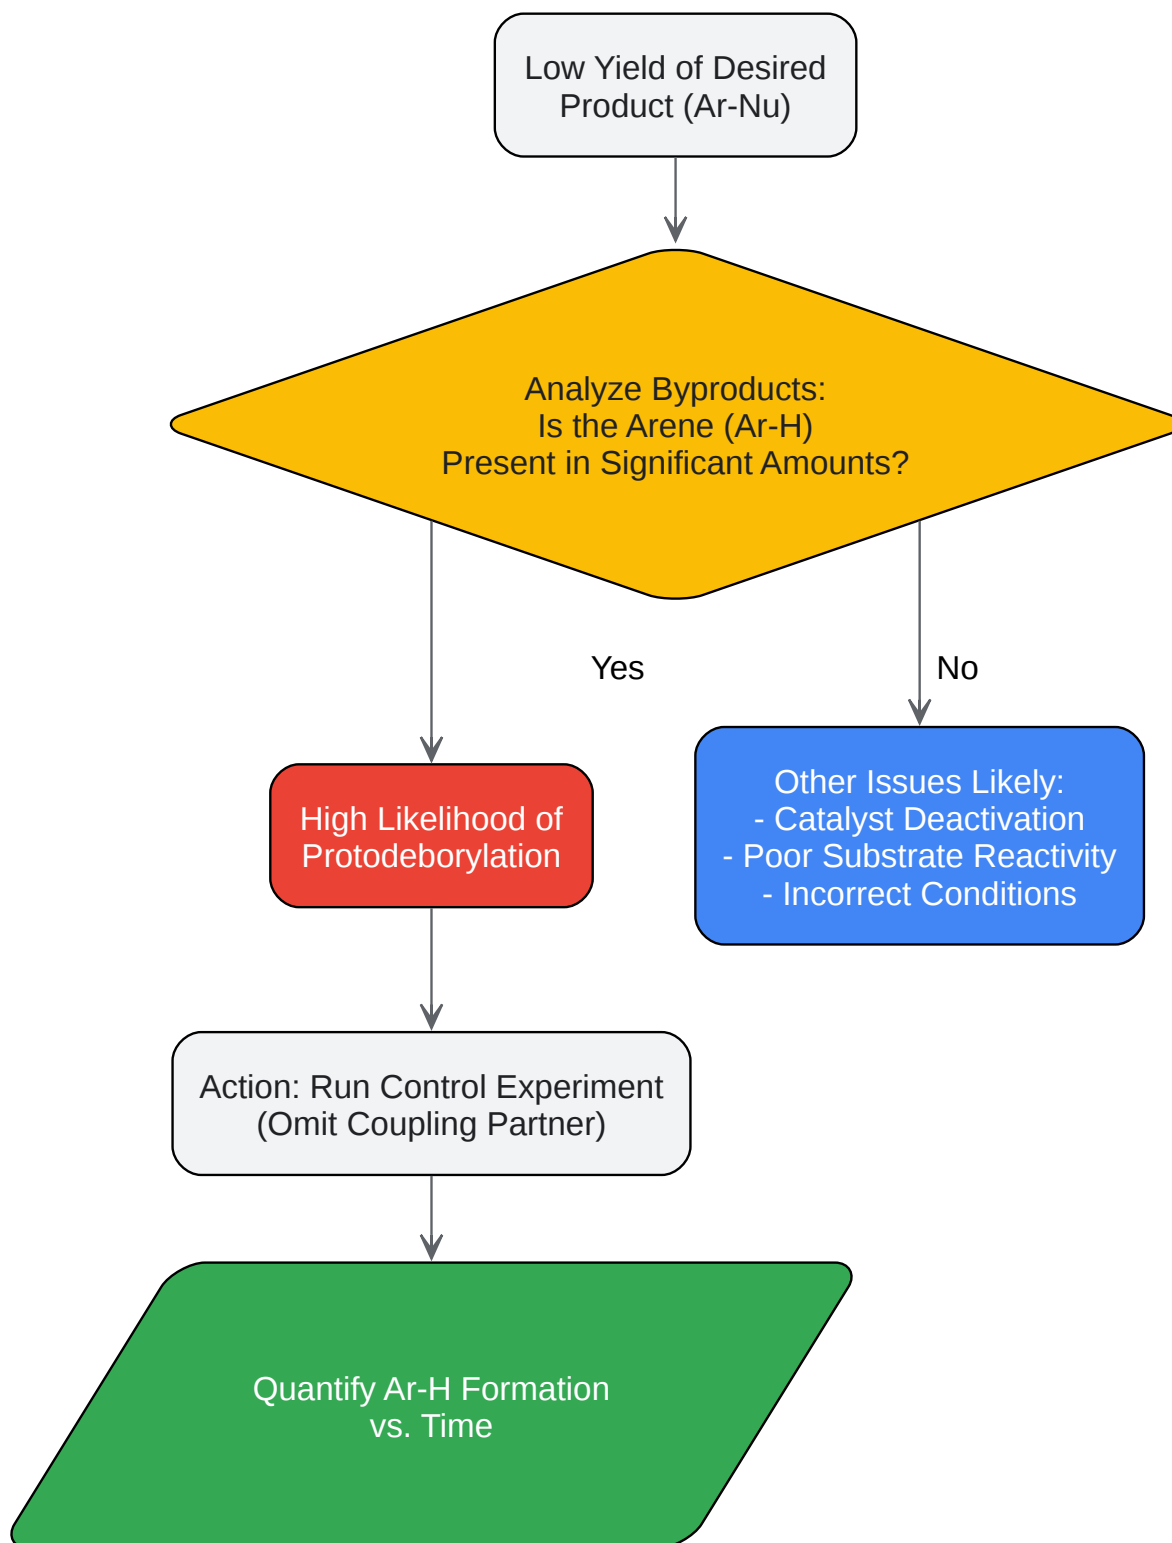 Low Yield of Desired
Product (Ar-Nu)
Analyze Byproducts:
Is the Arene (Ar-H)
Present in Significant Amounts?
Yes
No
High Likelihood of
Protodeborylation
Other Issues Likely:
- Catalyst Deactivation
- Poor Substrate Reactivity
- Incorrect Conditions
Action: Run Control Experiment
(Omit Coupling Partner)
Quantify Ar-H Formation
vs. Time